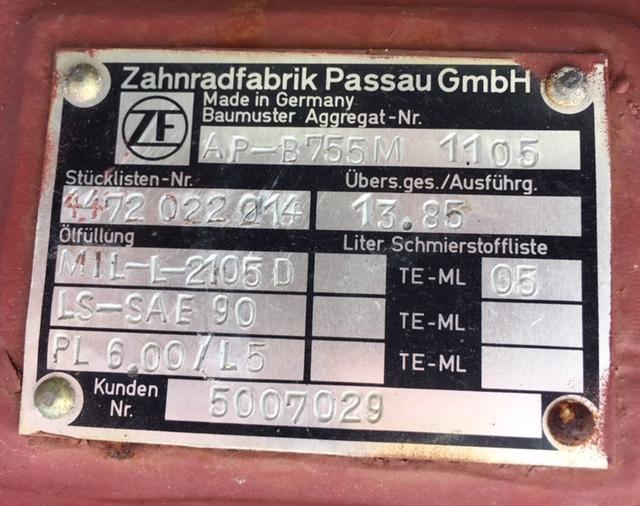 Zahnradfabrik Passau GmbH
ZF
Made in Germany
Baumuster Aggregat-Nr.
AP-B755M 1105
Stücklisten-Nr. Übers.ges./Ausführg.
4472 022 014 13.85
Ölfüllung Liter Schmierstoffliste
MIL-L-2105 D TE-ML 05
LS-SAE 90 TE-ML
PL 6.00/L5 TE-ML
Kunden
Nr. 5007029